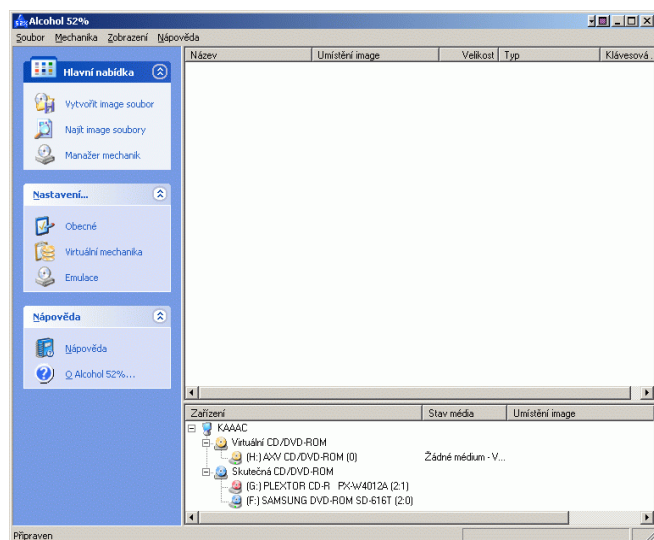 Alcohol 52%
Soubor Mechanika Zobrazení Nápověda
Název Umístění image Velikost Typ Klávesová .
Hlavní nabídka
Vytvořit image soubor
Najít image soubory
Manažer mechanik
Nastavení...
Obecné
Virtuální mechanika
Emulace
Nápověda
Nápověda
O Alcohol 52%...
Zařízení Stav média Umístění image
KAAAC
Virtuální CD/DVD-ROM
(H:) AXV CD/DVD-ROM (0) Žádné médium - V...
Skutečná CD/DVD-ROM
(G:) PLEXTOR CD-R PX-W4012A (2:1)
(F:) SAMSUNG DVD-ROM SD-616T (2:0)
Připraven